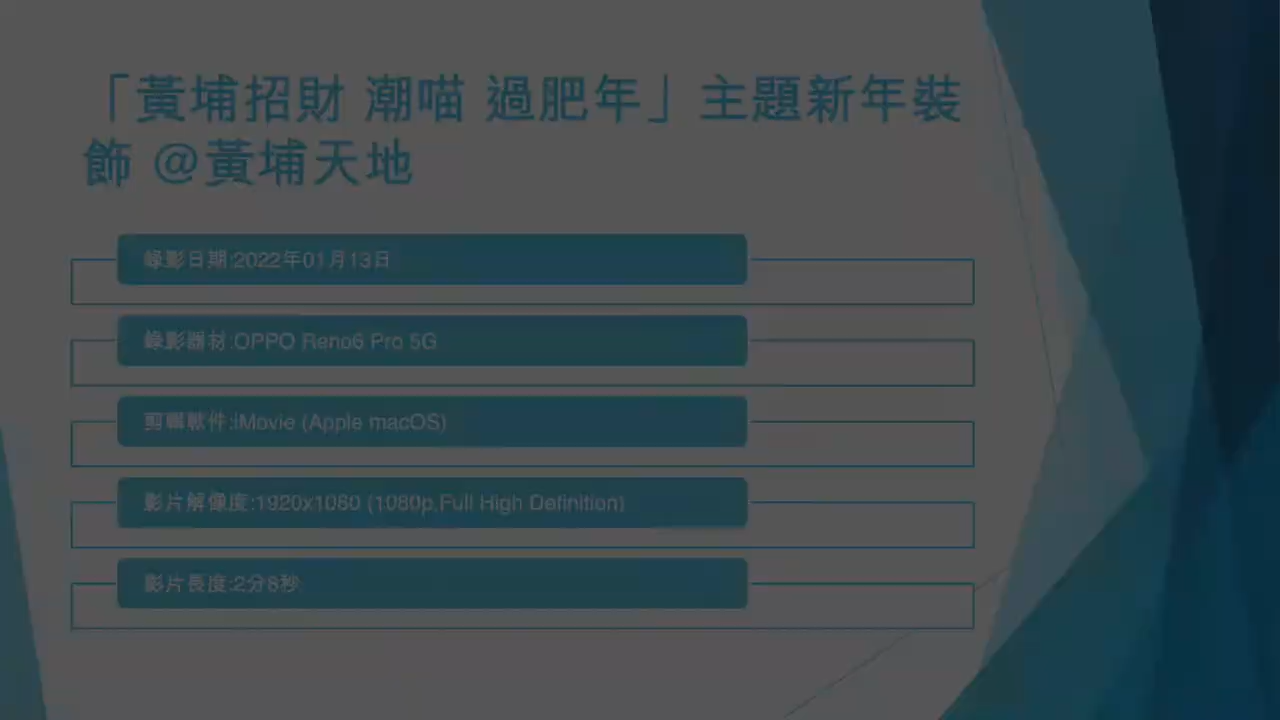 「黃埔招財 潮喵 過肥年」主題新年裝
飾 @黃埔天地
錄影日期:2022年01月13日
錄影器材:OPPO Reno6 Pro 5G
剪輯軟件:iMovie (Apple macOS)
影片解像度:1920x1080 (1080p,Full High Definition)
影片長度:2分8秒